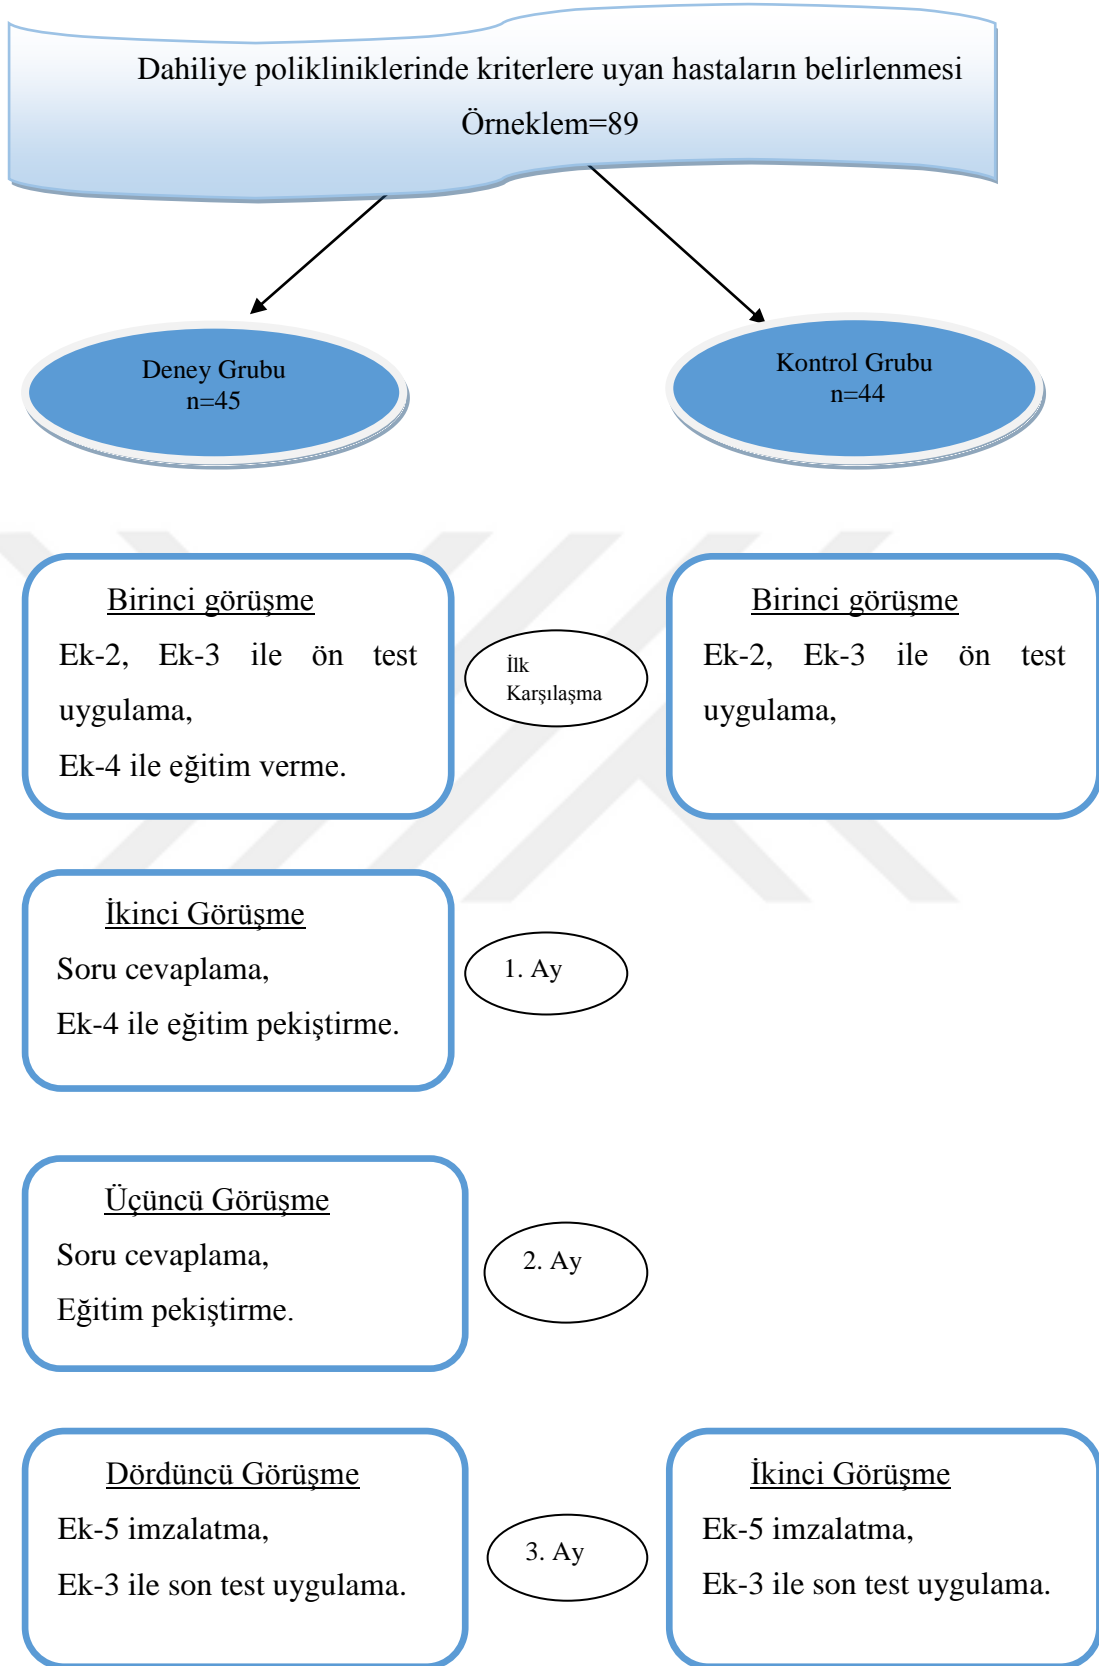 Dahiliye polikliniklerinde kriterlere uyan hastaların belirlenmesi
Örneklem=89
Deney Grubu
n=45
Kontrol Grubu
n=44
Birinci görüşme
Ek-2, Ek-3 ile ön test
uygulama,
Ek-4 ile eğitim verme.
İlk
Karşılaşma
Birinci görüşme
Ek-2, Ek-3 ile ön test
uygulama,
İkinci Görüşme
Soru cevaplama,
Ek-4 ile eğitim pekiştirme.
1. Ay
Üçüncü Görüşme
Soru cevaplama,
Eğitim pekiştirme.
2. Ay
Dördüncü Görüşme
Ek-5 imzalatma,
Ek-3 ile son test uygulama.
3. Ay
İkinci Görüşme
Ek-5 imzalatma,
Ek-3 ile son test uygulama.